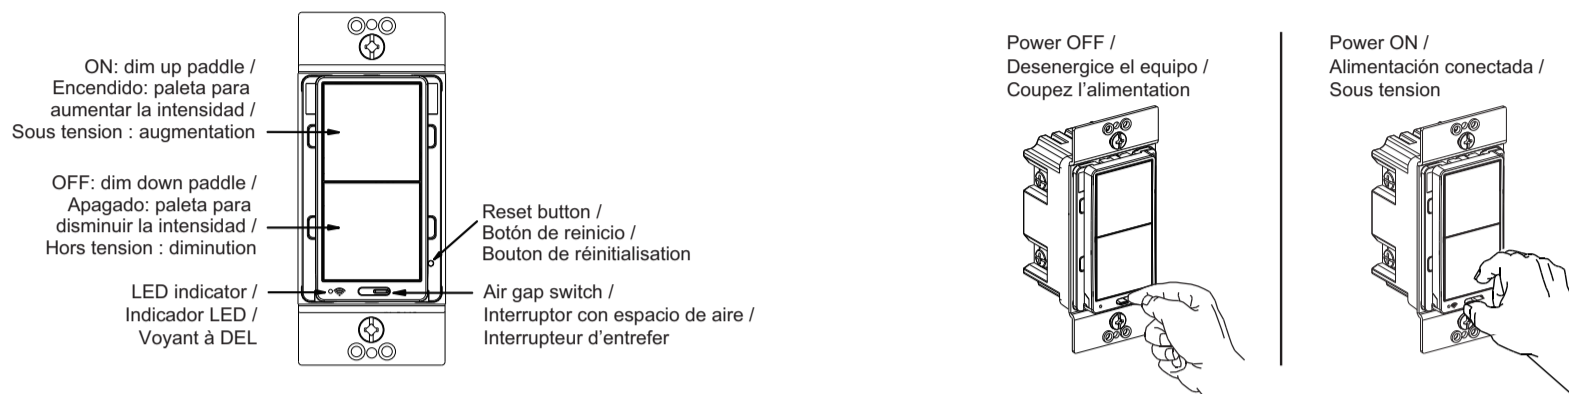 ON: dim up paddle /
Encendido: paleta para
aumentar la intensidad /
Sous tension : augmentation
OFF: dim down paddle /
Apagado: paleta para
disminuir la intensidad /
Hors tension : diminution
LED indicator /
Indicador LED /
Voyant à DEL
Reset button /
Botón de reinicio /
Bouton de réinitialisation
Air gap switch /
Interruptor con espacio de aire /
Interrupteur d’entrefer
Power OFF /
Desenergice el equipo /
Coupez l’alimentation
Power ON /
Alimentación conectada /
Sous tension